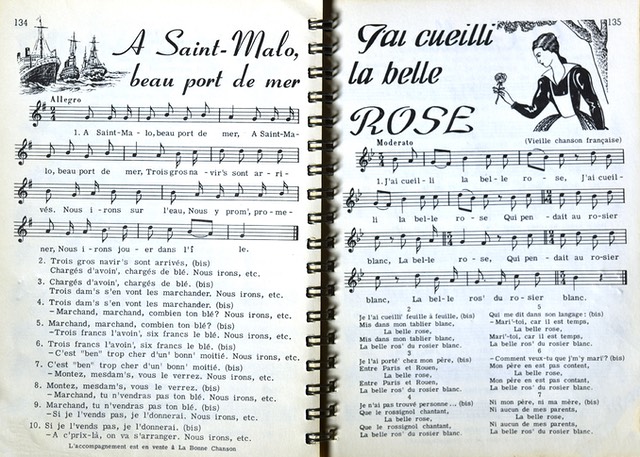 134
A Saint-Malo,
beau port de mer
Allegro
1. A Saint-Ma - lo, beau port de mer, A Saint-Ma-
lo, beau port de mer, Trois gros na - vir's sont ar - ri -
vés. Nous i - rons sur l'eau, Nous y prom', pro - me -
ner, Nous i - rons jou - er dans l'î le.
2. Trois gros navir's sont arrivés, (bis)
Chargés d'avoin', chargés de blé. Nous irons, etc.
3. Chargés d'avoin', chargés de blé. (bis)
Trois dam's s'en vont les marchander. Nous irons, etc.
4. Trois dam's s'en vont les marchander. (bis)
- Marchand, marchand, combien ton blé? Nous irons, etc.
5. Marchand, marchand, combien ton blé? (bis)
- Trois francs l'avoin', six francs le blé. Nous irons, etc.
6. Trois francs l'avoin', six francs le blé. (bis)
- C'est "ben" trop cher d'un' bonn' moitié. Nous irons, etc.
7. C'est "ben" trop cher d'un' bonn' moitié. (bis)
- Montez, mesdam's, vous le verrez. Nous irons, etc.
8. Montez, mesdam's, vous le verrez. (bis)
- Marchand, tu n'vendras pas ton blé. Nous irons, etc.
9. Marchand, tu n'vendras pas ton blé. (bis)
- Si je l'vends pas, je l'donnerai. Nous irons, etc.
10. Si je l'vends pas, je l'donnerai. (bis)
- A c'prix-là, on va s'arranger. Nous irons, etc.
L'accompagnement est en vente à La Bonne Chanson
135
J'ai cueilli
la belle
ROSE
Moderato
(Vieille chanson française)
1. J'ai cueil - li la bel - le ro - se, J'ai cueil-
li la bel - le ro - se Qui pen - dait au ro-sier
blanc, La bel - le ro - se, Qui pen - dait au ro-sier
blanc, La bel - le ros' du ro - sier blanc.
2
Je l'ai cueilli' feuille à feuille, (bis)
Mis dans mon tablier blanc,
La belle rose,
Mis dans mon tablier blanc,
La belle ros' du rosier blanc.
3
Je l'ai porté' chez mon père, (bis)
Entre Paris et Rouen,
La belle rose,
Entre Paris et Rouen,
La belle ros' du rosier blanc.
4
Je n'ai pas trouvé personne... (bis)
Que le rossignol chantant,
La belle rose,
Que le rossignol chantant,
La belle ros' du rosier blanc.
5
Qui me dit dans son langage: (bis)
- Mari'-toi, car il est temps,
La belle rose,
Mari'-toi, car il est temps,
La belle ros' du rosier blanc.
6
- Comment veux-tu que j'm'y mari'? (bis)
Mon père en est pas content,
La belle rose,
Mon père en est pas content,
La belle ros' du rosier blanc.
7
Ni mon père, ni ma mère, (bis)
Ni aucun de mes parents,
La belle rose,
Ni aucun de mes parents,
La belle ros' du rosier blanc.